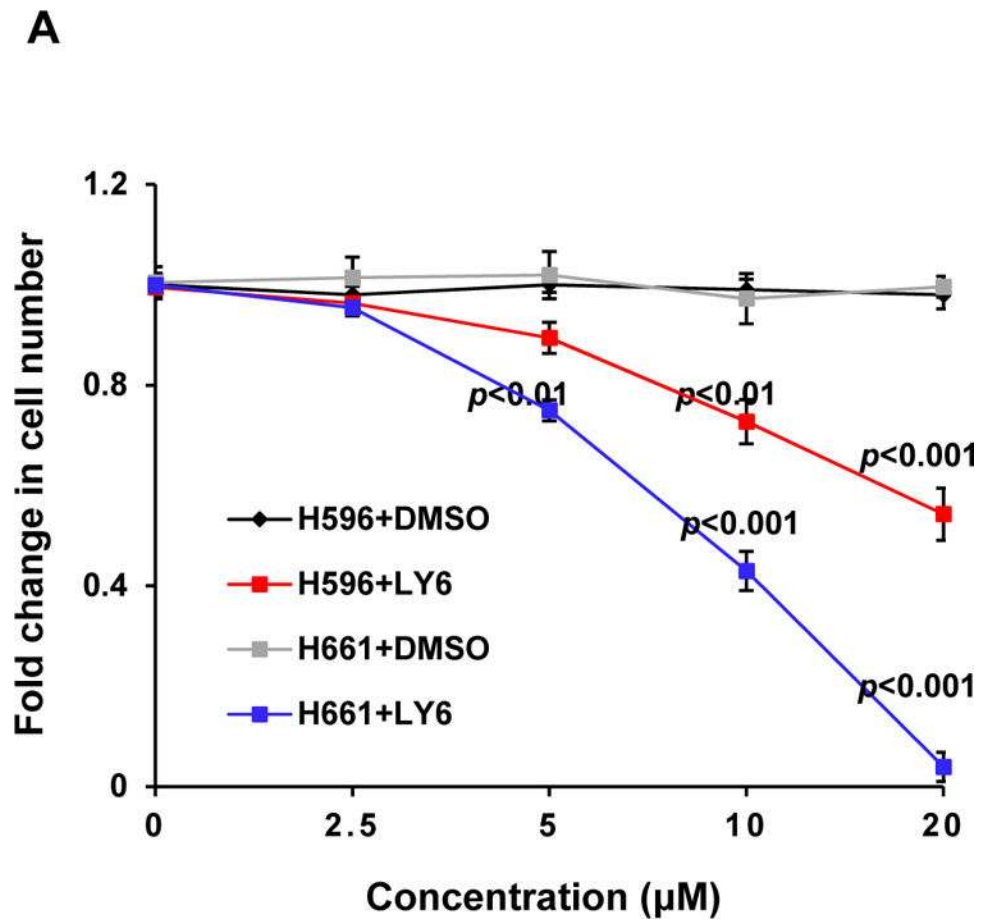 A
Fold change in cell number
1.2
0.8
0.4
0
p<0.01
p<0.01
p<0.001
p<0.001
p<0.001
H596+DMSO
H596+LY6
H661+DMSO
H661+LY6
0 2.5 5 10 20
Concentration (μM)